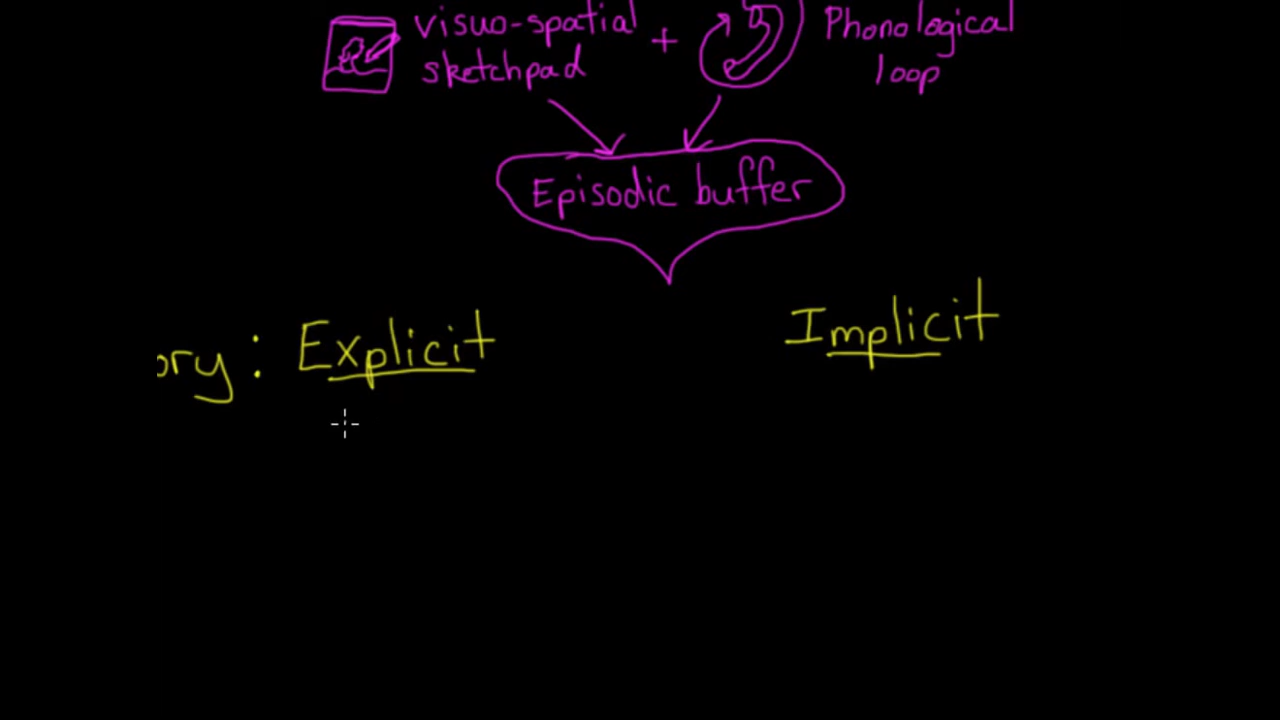 visuo-spatial + Phonological
sketchpad loop
Episodic buffer
ory: Explicit Implicit